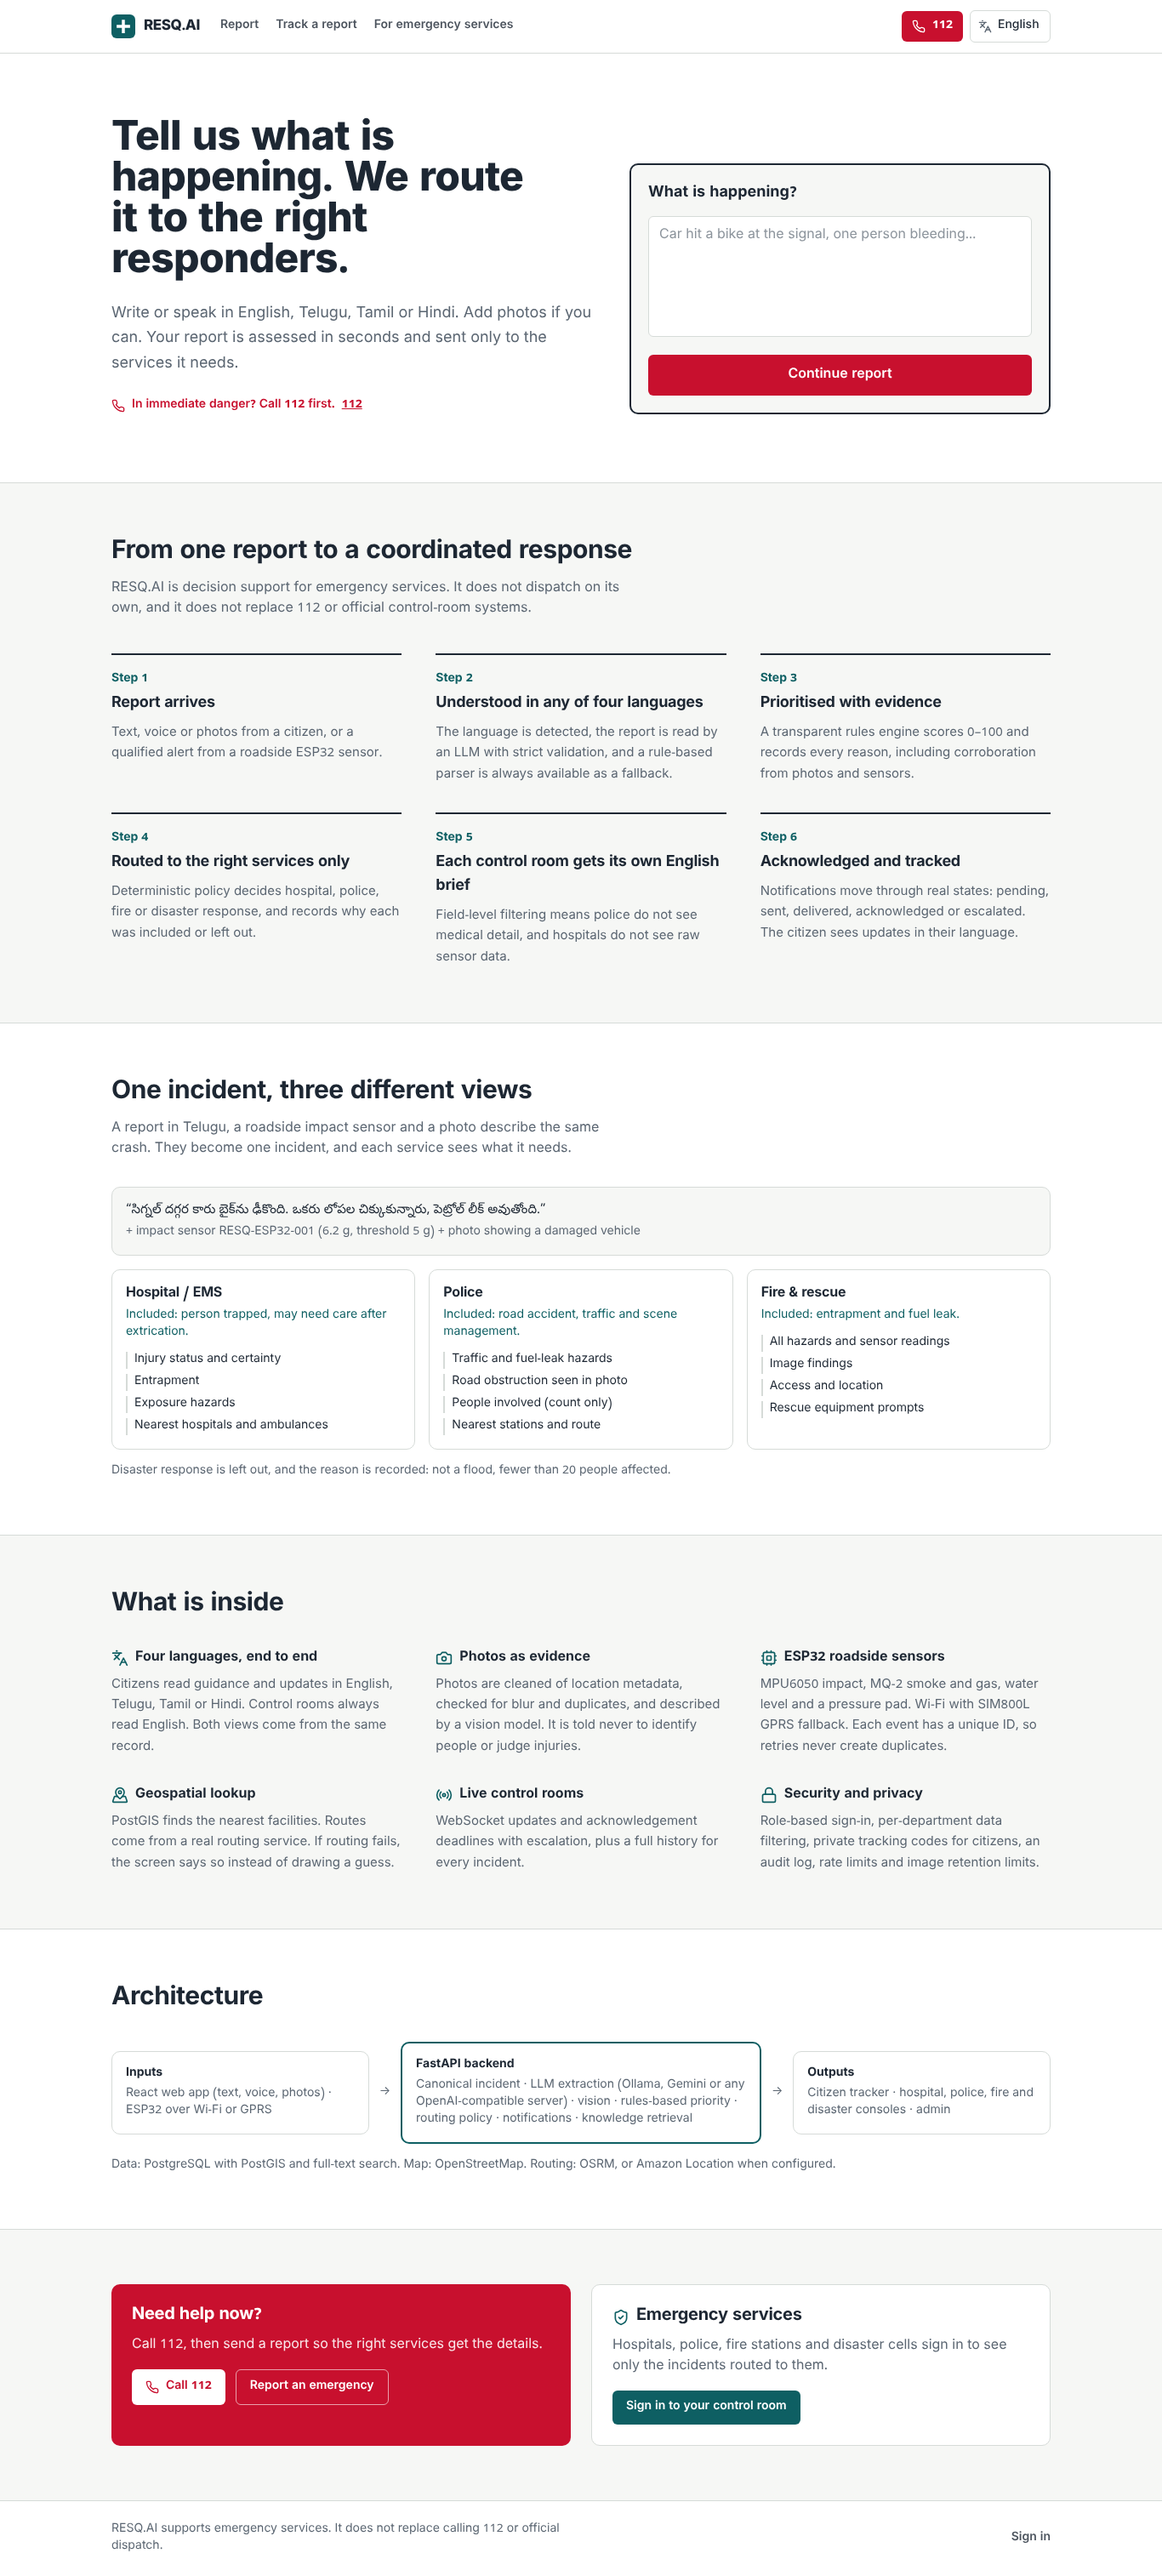 RESQ.AI
Report
Track a report
For emergency services
112
English
Tell us what is
happening. We route
it to the right
responders.
Write or speak in English, Telugu, Tamil or Hindi. Add photos if you
can. Your report is assessed in seconds and sent only to the
services it needs.
In immediate danger? Call 112 first. 112
What is happening?
Car hit a bike at the signal, one person bleeding...
Continue report
From one report to a coordinated response
RESQ.AI is decision support for emergency services. It does not dispatch on its
own, and it does not replace 112 or official control-room systems.
Step 1
Report arrives
Text, voice or photos from a citizen, or a
qualified alert from a roadside ESP32 sensor.
Step 2
Understood in any of four languages
The language is detected, the report is read by
an LLM with strict validation, and a rule-based
parser is always available as a fallback.
Step 3
Prioritised with evidence
A transparent rules engine scores 0–100 and
records every reason, including corroboration
from photos and sensors.
Step 4
Routed to the right services only
Deterministic policy decides hospital, police,
fire or disaster response, and records why each
was included or left out.
Step 5
Each control room gets its own English
brief
Field-level filtering means police do not see
medical detail, and hospitals do not see raw
sensor data.
Step 6
Acknowledged and tracked
Notifications move through real states: pending,
sent, delivered, acknowledged or escalated.
The citizen sees updates in their language.
One incident, three different views
A report in Telugu, a roadside impact sensor and a photo describe the same
crash. They become one incident, and each service sees what it needs.
“సిగ్నల్ దగ్గర కారు బైక్‌ను ఢీకొంది. ఒకరు లోపల చిక్కుకున్నారు, పెట్రోల్ లీక్ అవుతోంది.”
+ impact sensor RESQ-ESP32-001 (6.2 g, threshold 5 g) + photo showing a damaged vehicle
Hospital / EMS
Included: person trapped, may need care after
extrication.
Injury status and certainty
Entrapment
Exposure hazards
Nearest hospitals and ambulances
Police
Included: road accident, traffic and scene
management.
Traffic and fuel-leak hazards
Road obstruction seen in photo
People involved (count only)
Nearest stations and route
Fire & rescue
Included: entrapment and fuel leak.
All hazards and sensor readings
Image findings
Access and location
Rescue equipment prompts
Disaster response is left out, and the reason is recorded: not a flood, fewer than 20 people affected.
What is inside
Four languages, end to end
Citizens read guidance and updates in English,
Telugu, Tamil or Hindi. Control rooms always
read English. Both views come from the same
record.
Photos as evidence
Photos are cleaned of location metadata,
checked for blur and duplicates, and described
by a vision model. It is told never to identify
people or judge injuries.
ESP32 roadside sensors
MPU6050 impact, MQ-2 smoke and gas, water
level and a pressure pad. Wi-Fi with SIM800L
GPRS fallback. Each event has a unique ID, so
retries never create duplicates.
Geospatial lookup
PostGIS finds the nearest facilities. Routes
come from a real routing service. If routing fails,
the screen says so instead of drawing a guess.
Live control rooms
WebSocket updates and acknowledgement
deadlines with escalation, plus a full history for
every incident.
Security and privacy
Role-based sign-in, per-department data
filtering, private tracking codes for citizens, an
audit log, rate limits and image retention limits.
Architecture
Inputs
React web app (text, voice, photos) ·
ESP32 over Wi-Fi or GPRS
→
FastAPI backend
Canonical incident · LLM extraction (Ollama, Gemini or any
OpenAI-compatible server) · vision · rules-based priority ·
routing policy · notifications · knowledge retrieval
→
Outputs
Citizen tracker · hospital, police, fire and
disaster consoles · admin
Data: PostgreSQL with PostGIS and full-text search. Map: OpenStreetMap. Routing: OSRM, or Amazon Location when configured.
Need help now?
Call 112, then send a report so the right services get the details.
Call 112
Report an emergency
Emergency services
Hospitals, police, fire stations and disaster cells sign in to see
only the incidents routed to them.
Sign in to your control room
RESQ.AI supports emergency services. It does not replace calling 112 or official
dispatch.
Sign in